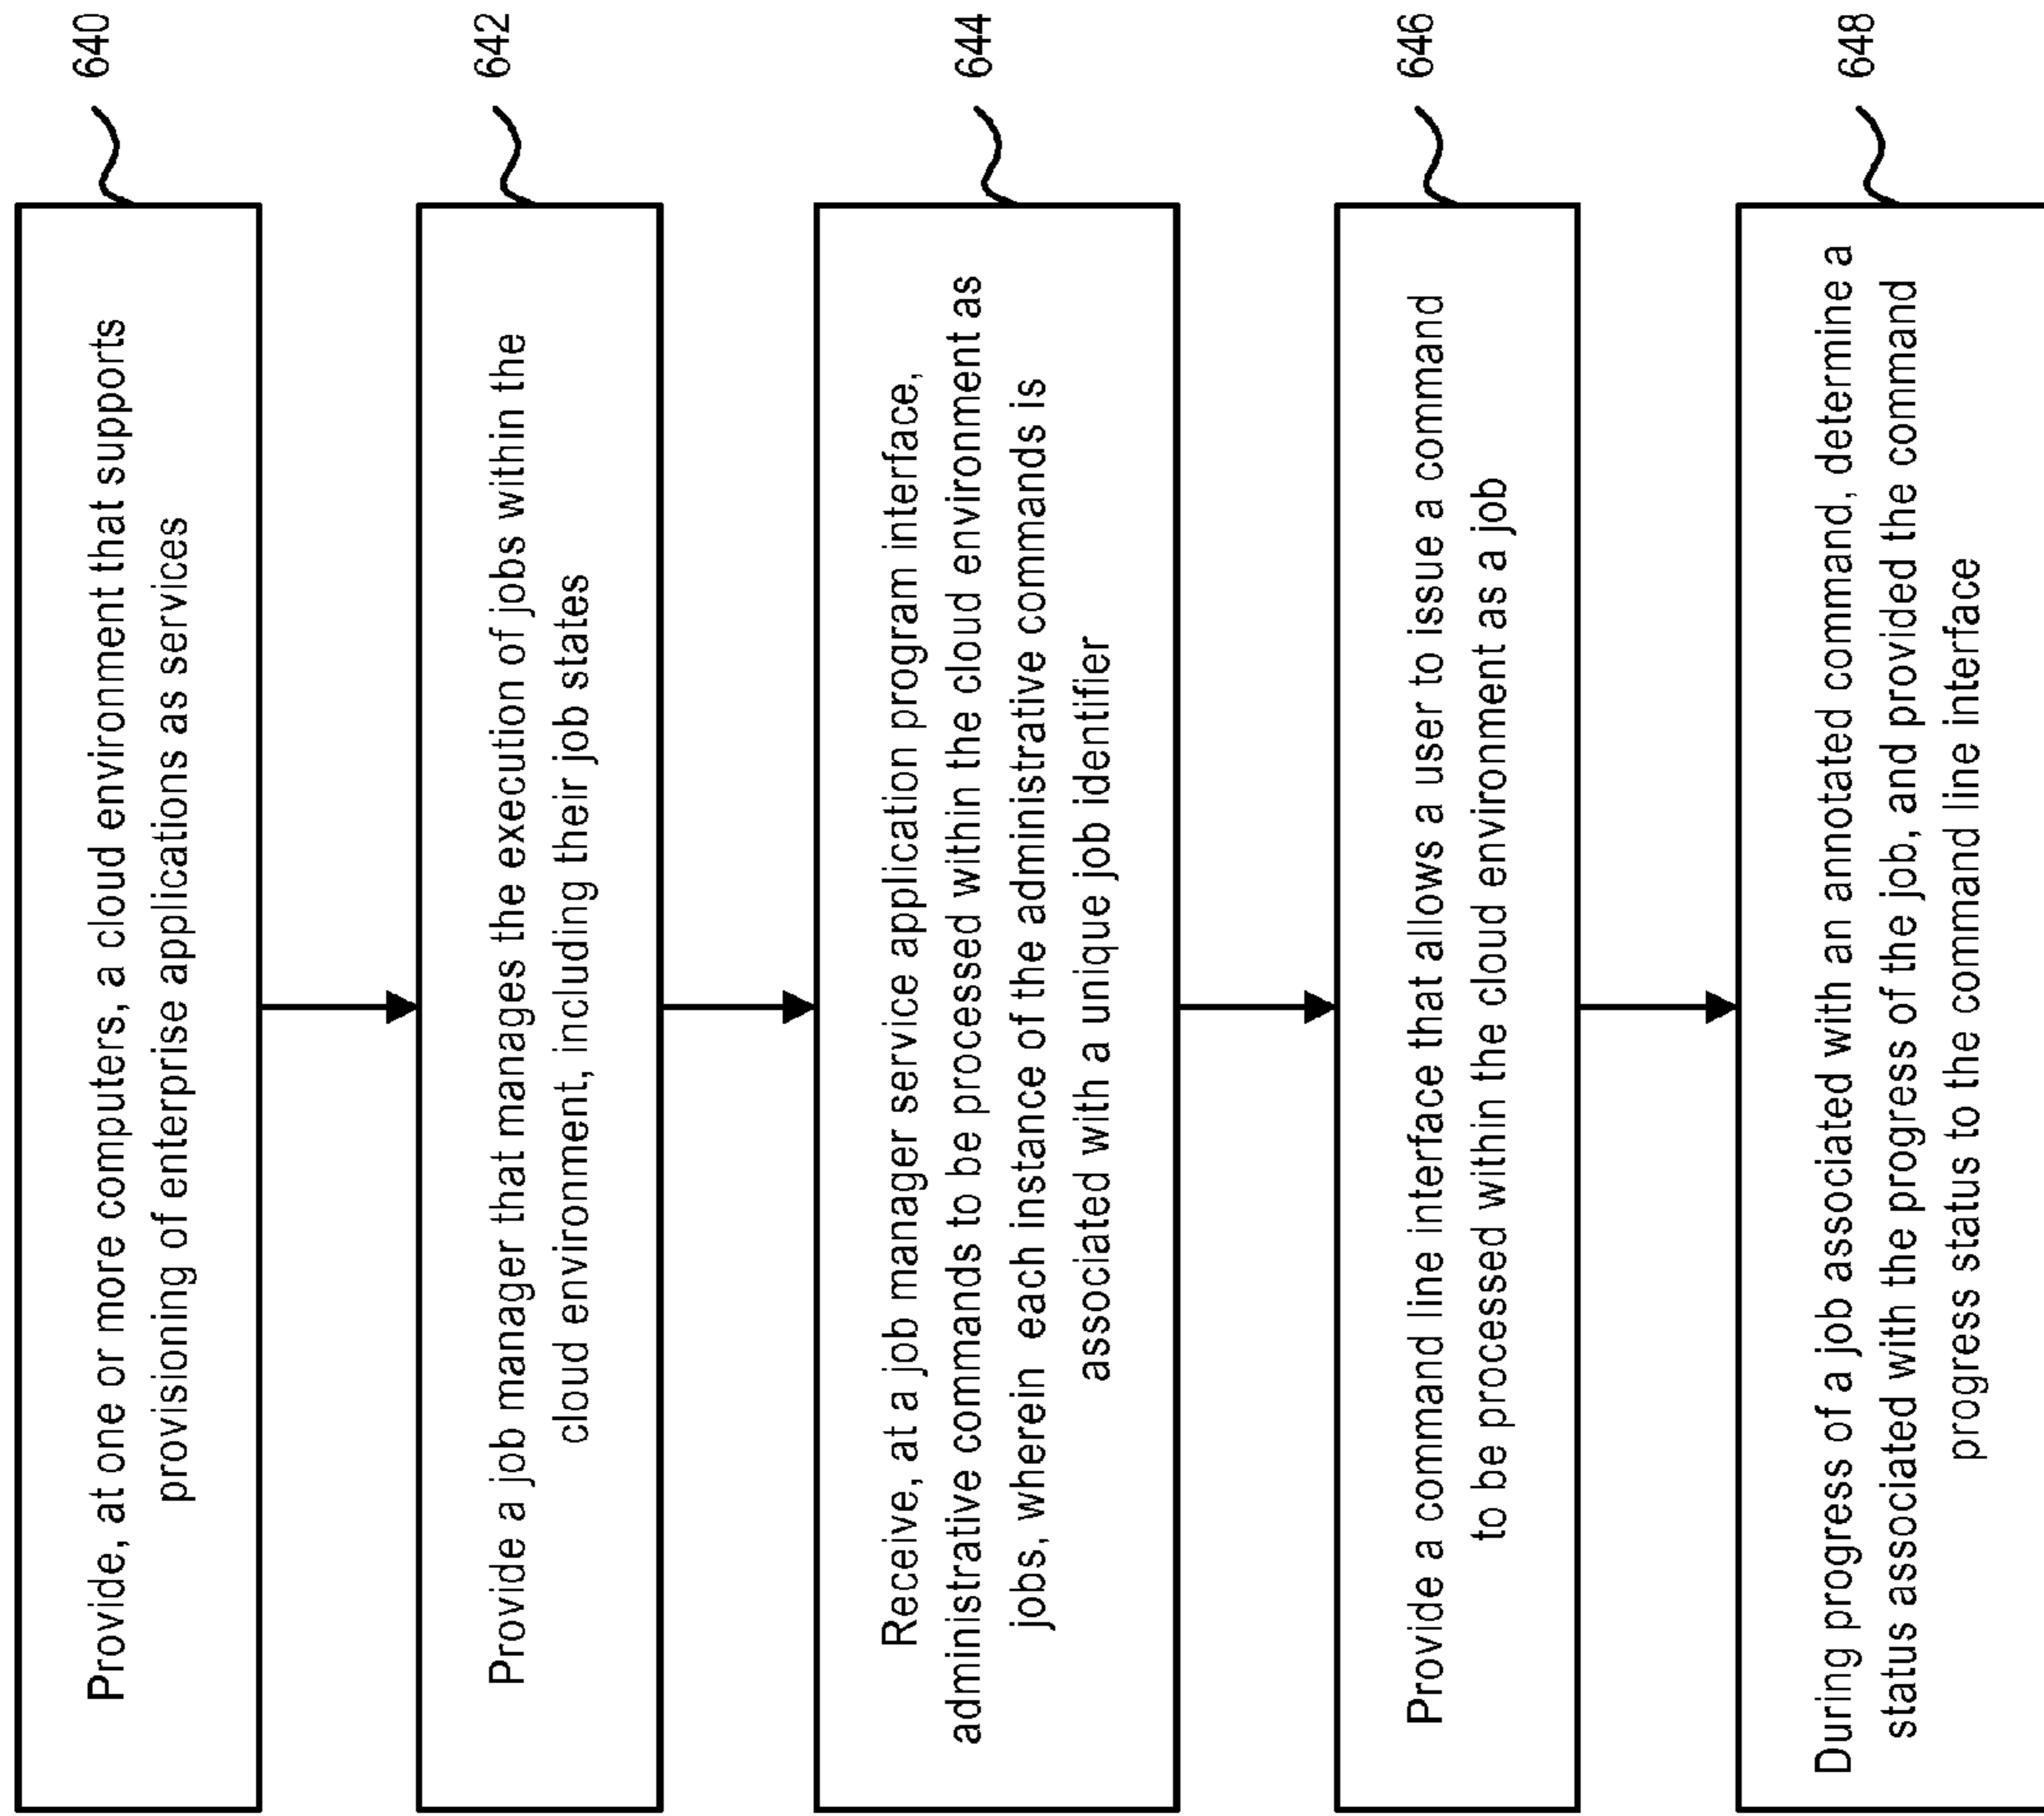 Provide, at one or more computers, a cloud environment that supports
provisioning of enterprise applications as services
640
Provide a job manager that manages the execution of jobs within the
cloud environment, including their job states
642
Receive, at a job manager service application program interface,
administrative commands to be processed within the cloud environment as
jobs, wherein each instance of the administrative commands is
associated with a unique job identifier
644
Provide a command line interface that allows a user to issue a command
to be processed within the cloud environment as a job
646
During progress of a job associated with an annotated command, determine a
status associated with the progress of the job, and provided the command
progress status to the command line interface
648